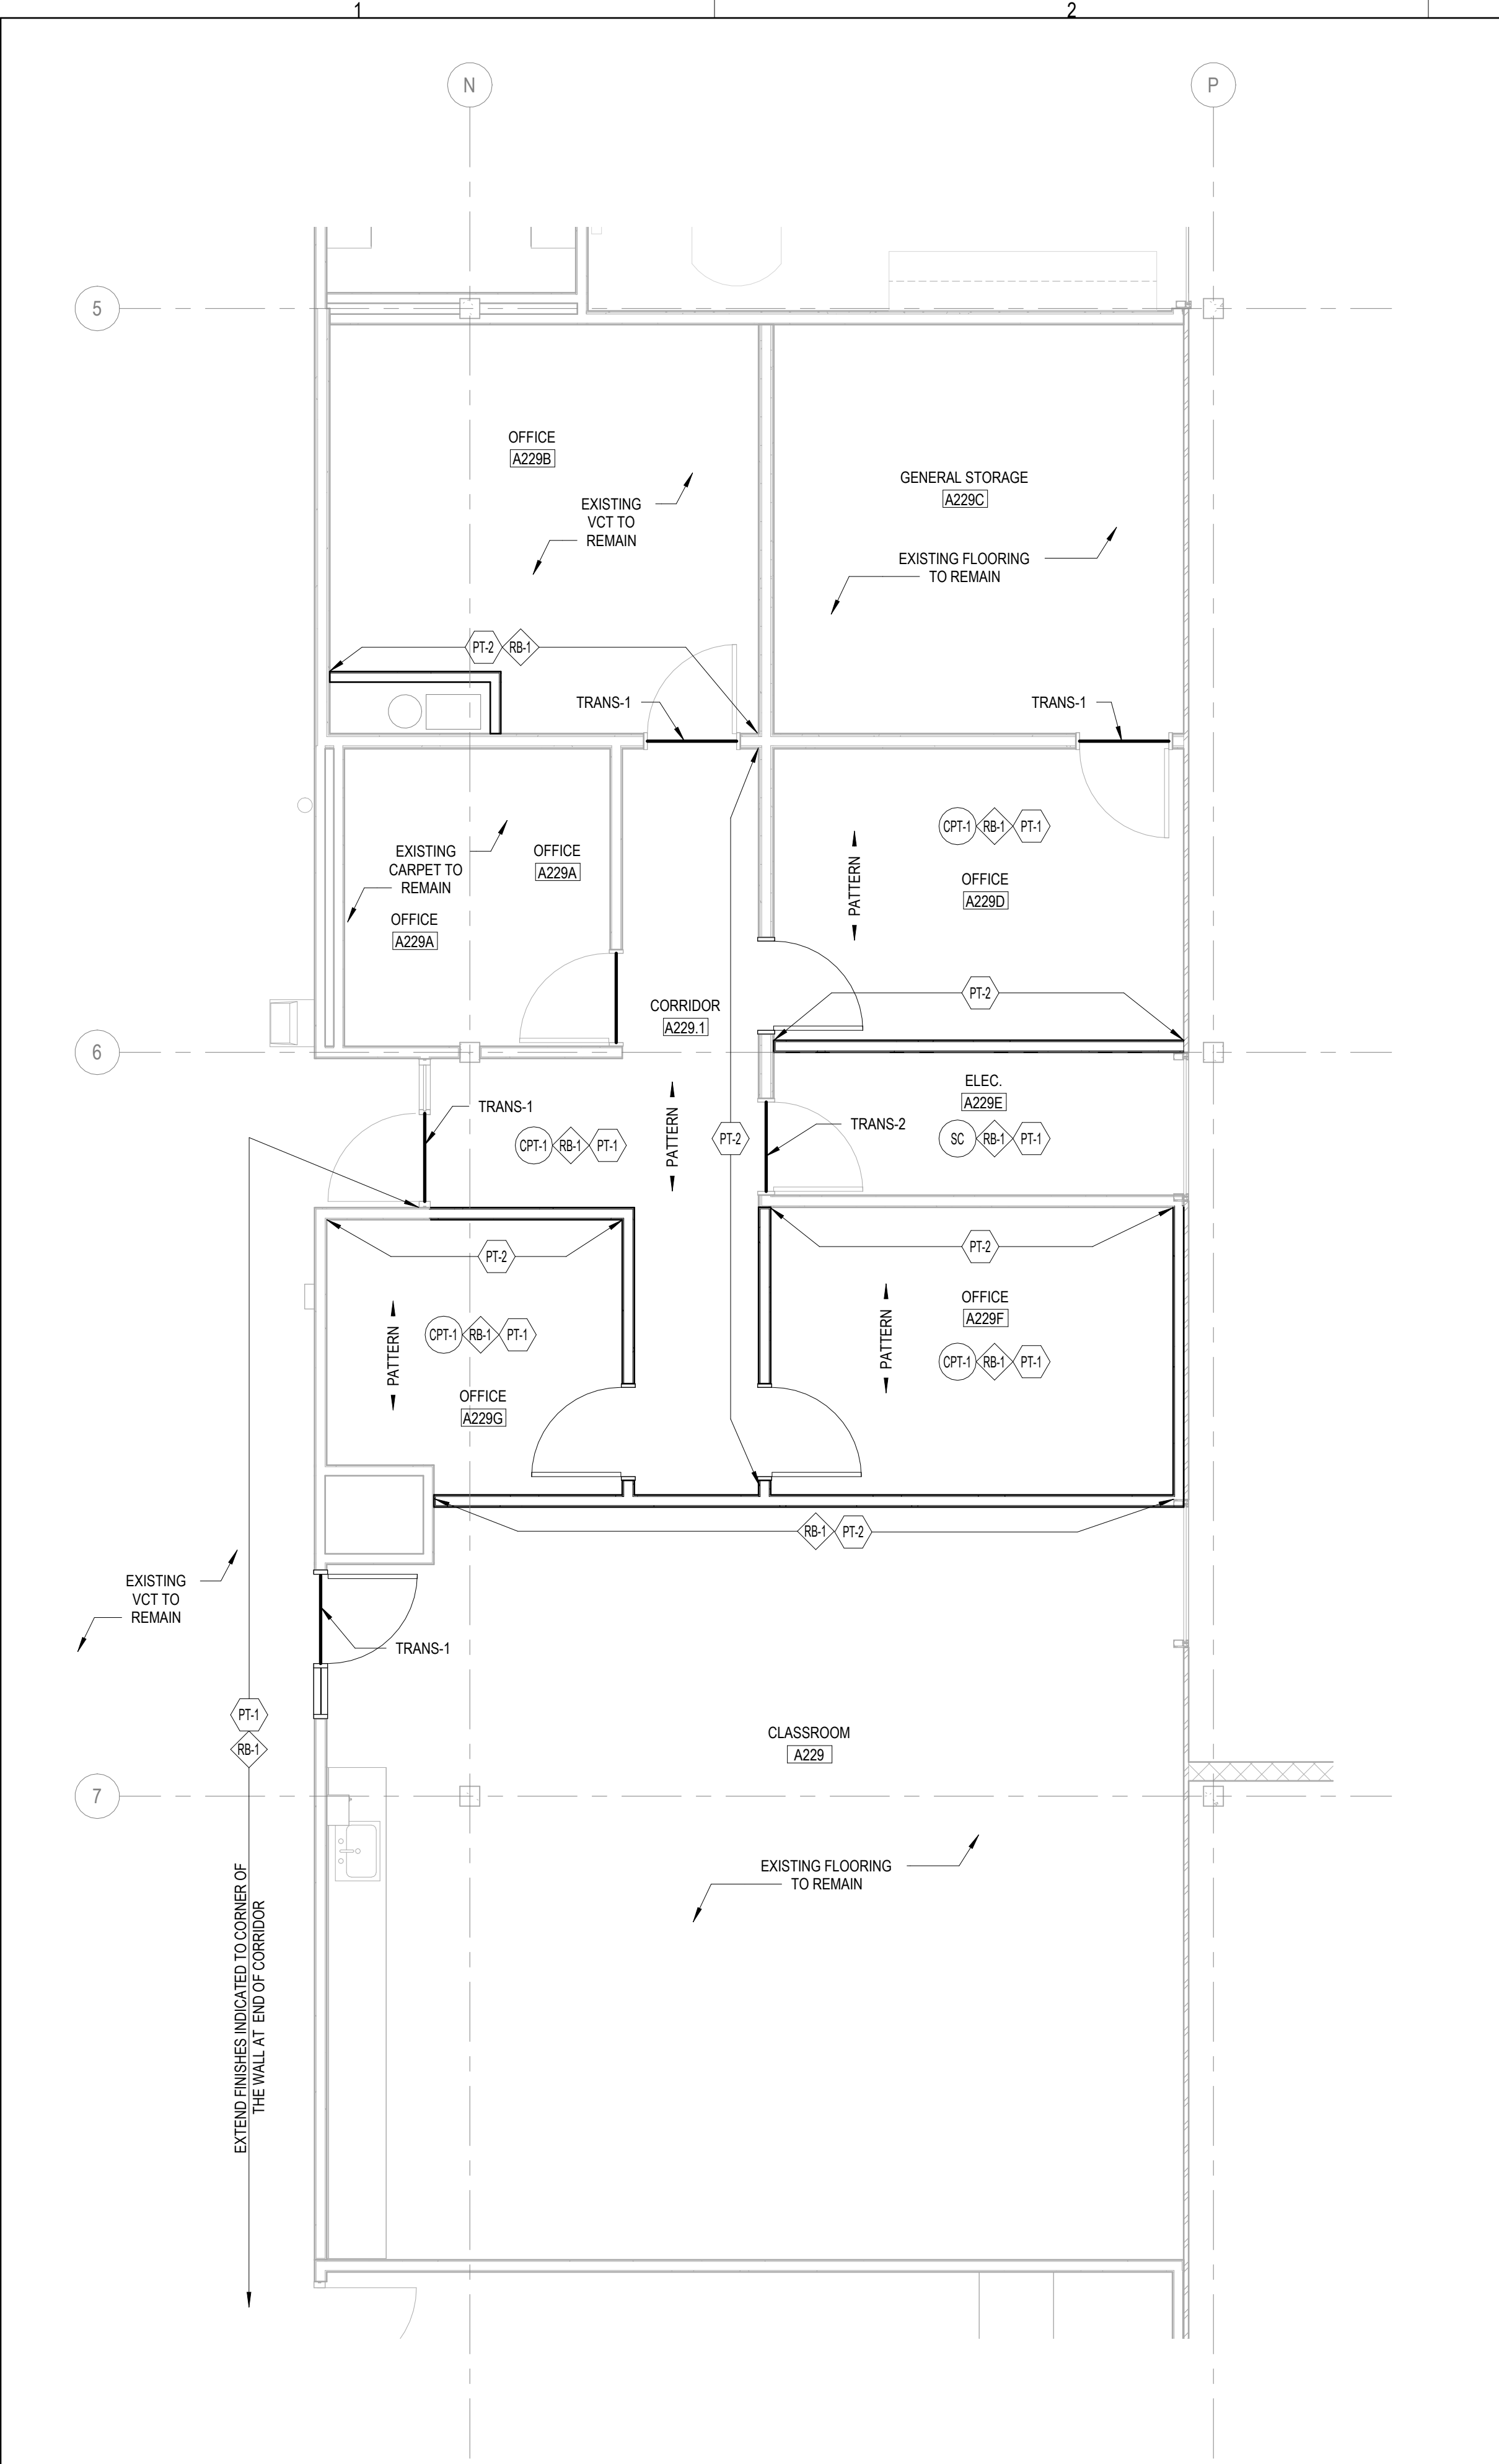 1
2
N
P
5
OFFICE
A229B
EXISTING
VCT TO
REMAIN
GENERAL STORAGE
A229C
EXISTING FLOORING
TO REMAIN
PT-2
RB-1
TRANS-1
TRANS-1
EXISTING
CARPET TO
REMAIN
OFFICE
A229A
OFFICE
A229A
PATTERN
CPT-1
RB-1
PT-1
OFFICE
A229D
PT-2
CORRIDOR
A229.1
6
ELEC.
A229E
SC
RB-1
PT-1
TRANS-1
TRANS-2
CPT-1
RB-1
PT-1
PATTERN
PT-2
PT-2
PATTERN
CPT-1
RB-1
PT-1
OFFICE
A229G
PT-2
PATTERN
OFFICE
A229F
CPT-1
RB-1
PT-1
RB-1
PT-2
EXISTING
VCT TO
REMAIN
TRANS-1
PT-1
RB-1
CLASSROOM
A229
7
EXISTING FLOORING
TO REMAIN
EXTEND FINISHES INDICATED TO CORNER OF
THE WALL AT END OF CORRIDOR